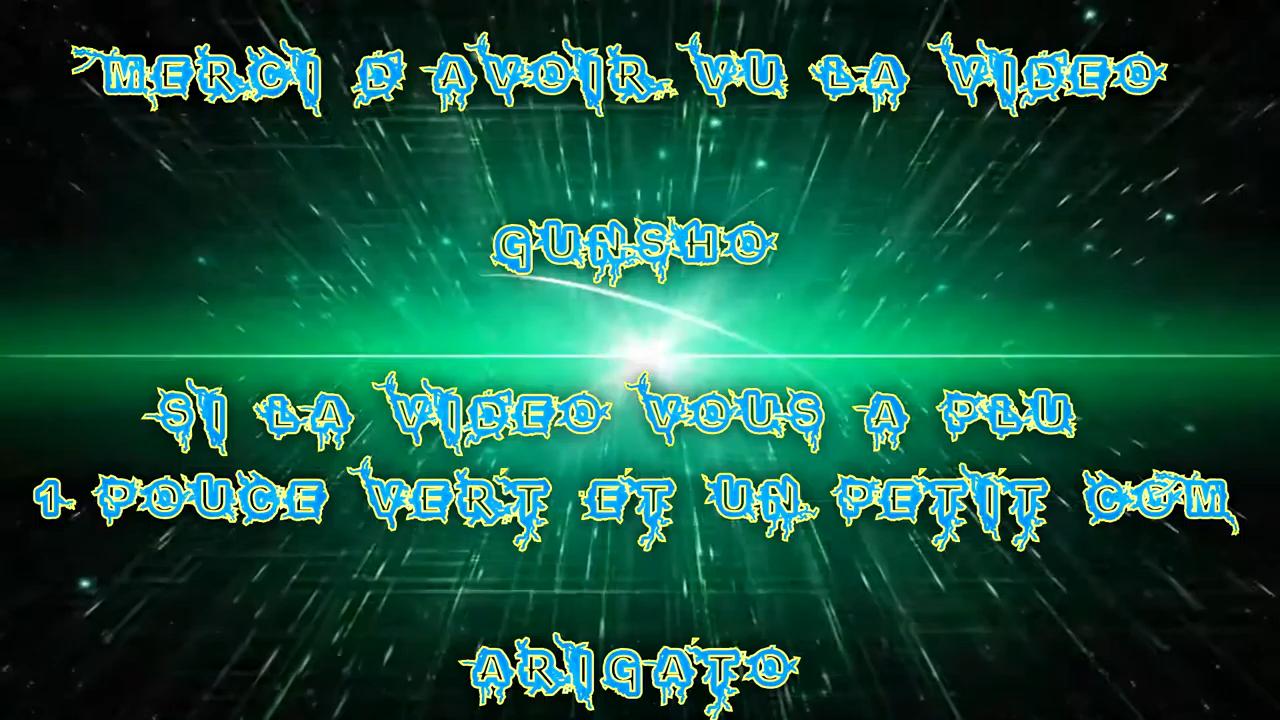 MERCI D AVOIR VU LA VIDEO
GUNSHO
SI LA VIDEO VOUS A PLU
1 POUCE VERT ET UN PETIT COM
ARIGATO